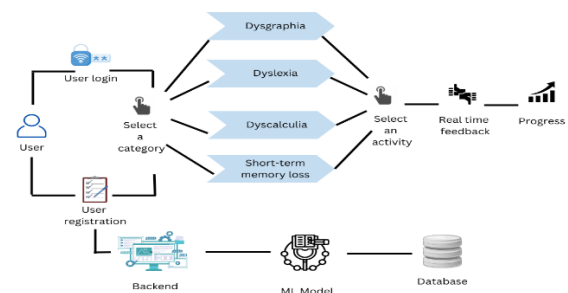 Dysgraphia
User login
Dyslexia
User
Select
a
category
Dyscalculia
Select
an
activity
Real time
feedback
Progress
Short-term
memory loss
User
registration
Backend
ML Model
Database